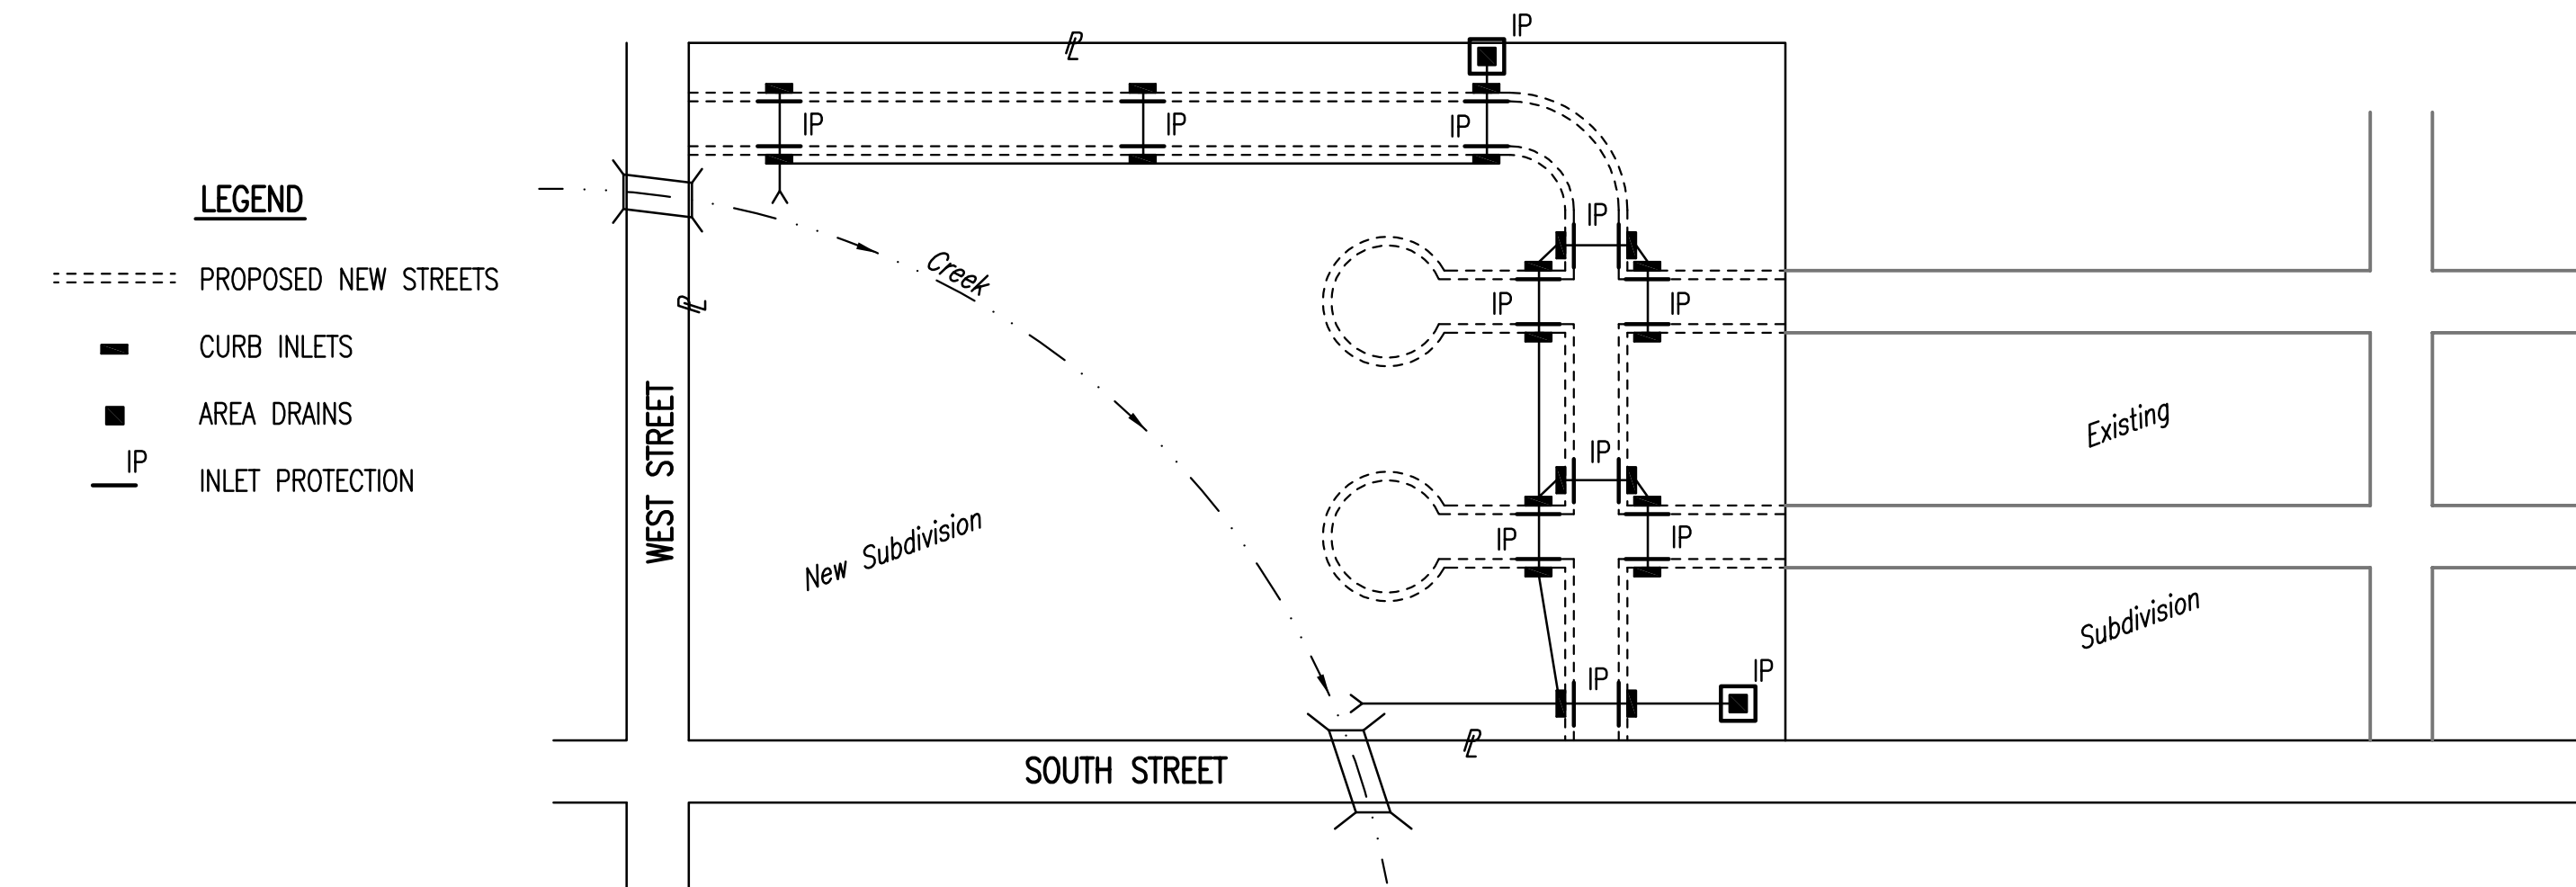 IP
IP
IP
IP
LEGEND
PROPOSED NEW STREETS
CURB INLETS
AREA DRAINS
IP
INLET PROTECTION
IP
Creek
IP
IP
WEST STREET
Existing
IP
New Subdivision
IP
IP
Subdivision
IP
IP
SOUTH STREET